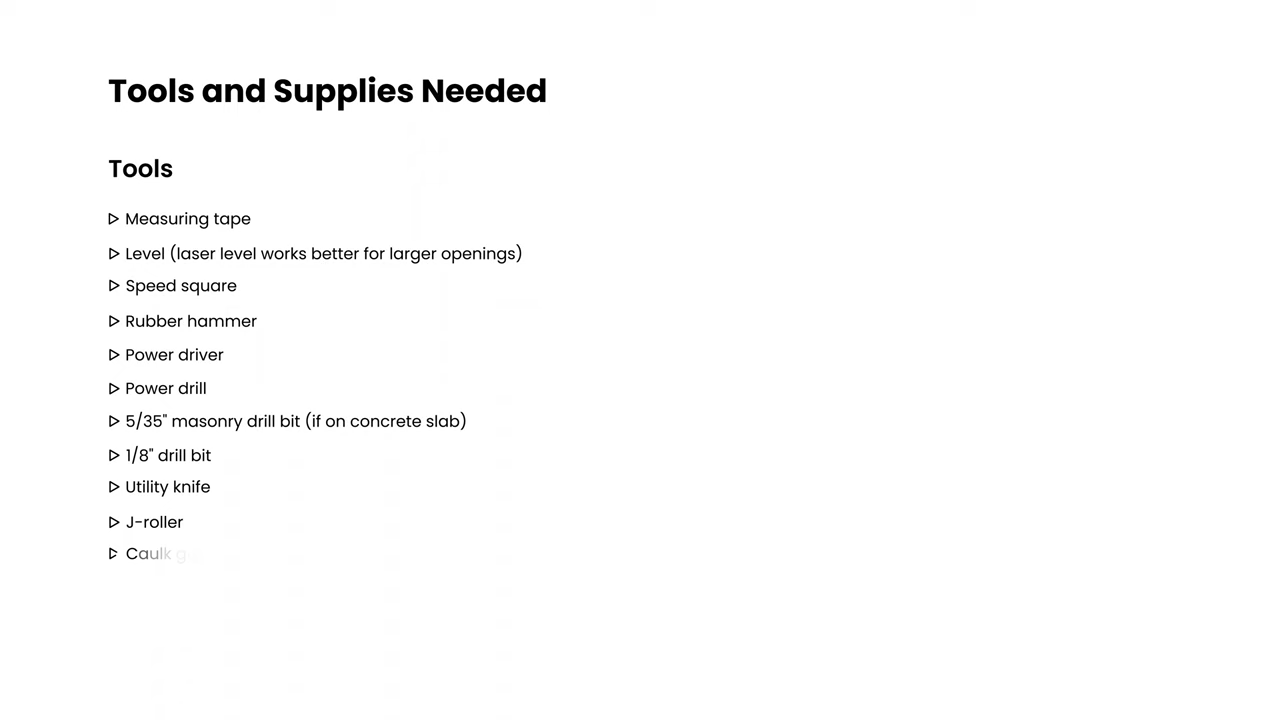 Tools and Supplies Needed
Tools
Measuring tape
Level (laser level works better for larger openings)
Speed square
Rubber hammer
Power driver
Power drill
5/35" masonry drill bit (if on concrete slab)
1/8" drill bit
Utility knife
J-roller
Caulk